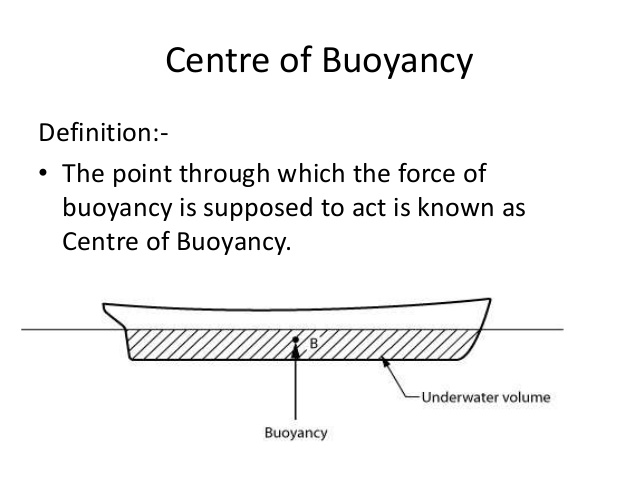 Centre of Buoyancy
Definition:-
• The point through which the force of
buoyancy is supposed to act is known as
Centre of Buoyancy.
B
Underwater volume
Buoyancy